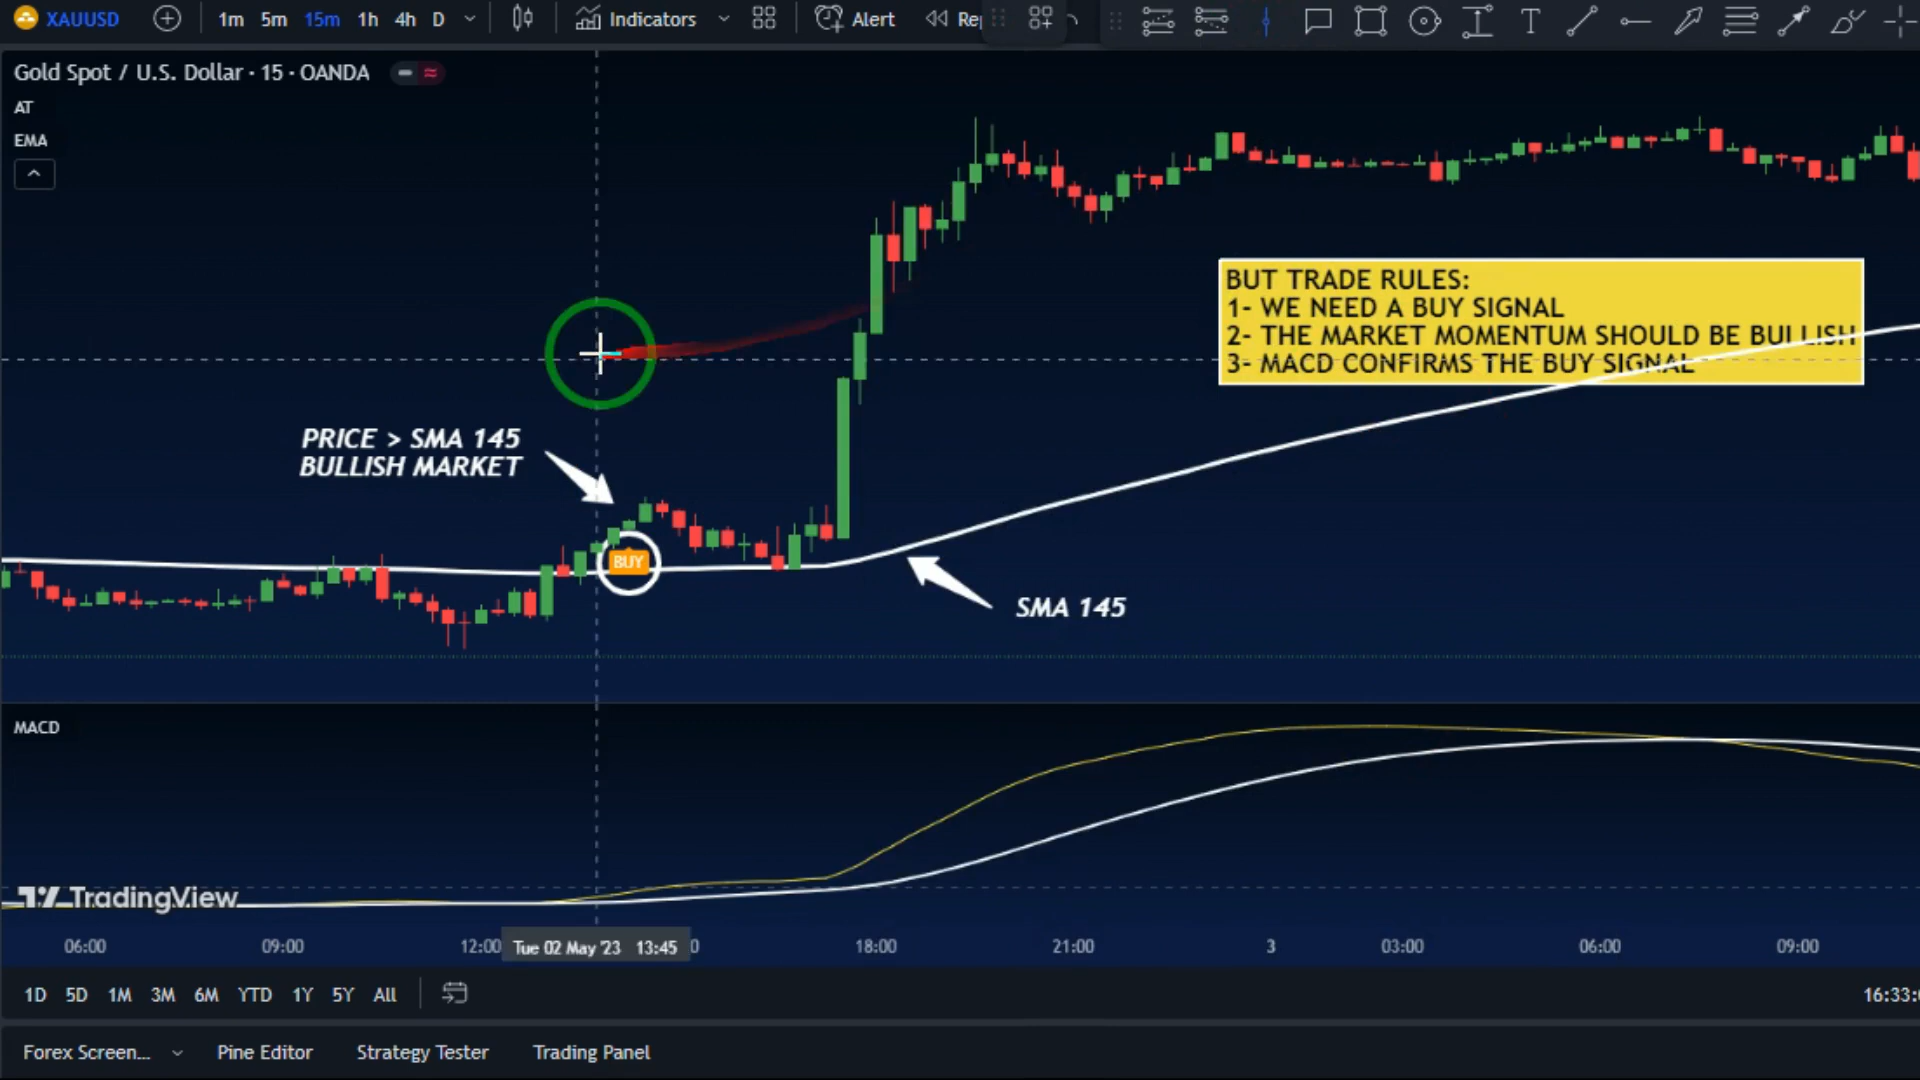 XAUUSD 1m 5m 15m 1h 4h D Indicators Alert Re
Gold Spot / U.S. Dollar · 15 · OANDA
AT
EMA
BUT TRADE RULES:
1- WE NEED A BUY SIGNAL
2- THE MARKET MOMENTUM SHOULD BE BULLISH
3- MACD CONFIRMS THE BUY SIGNAL
PRICE > SMA 145
BULLISH MARKET
BUY
SMA 145
MACD
TradingView
06:00 09:00 12:00 Tue 02 May '23 13:45 0 18:00 21:00 3 03:00 06:00 09:00
1D 5D 1M 3M 6M YTD 1Y 5Y All 16:33:
Forex Screen... Pine Editor Strategy Tester Trading Panel